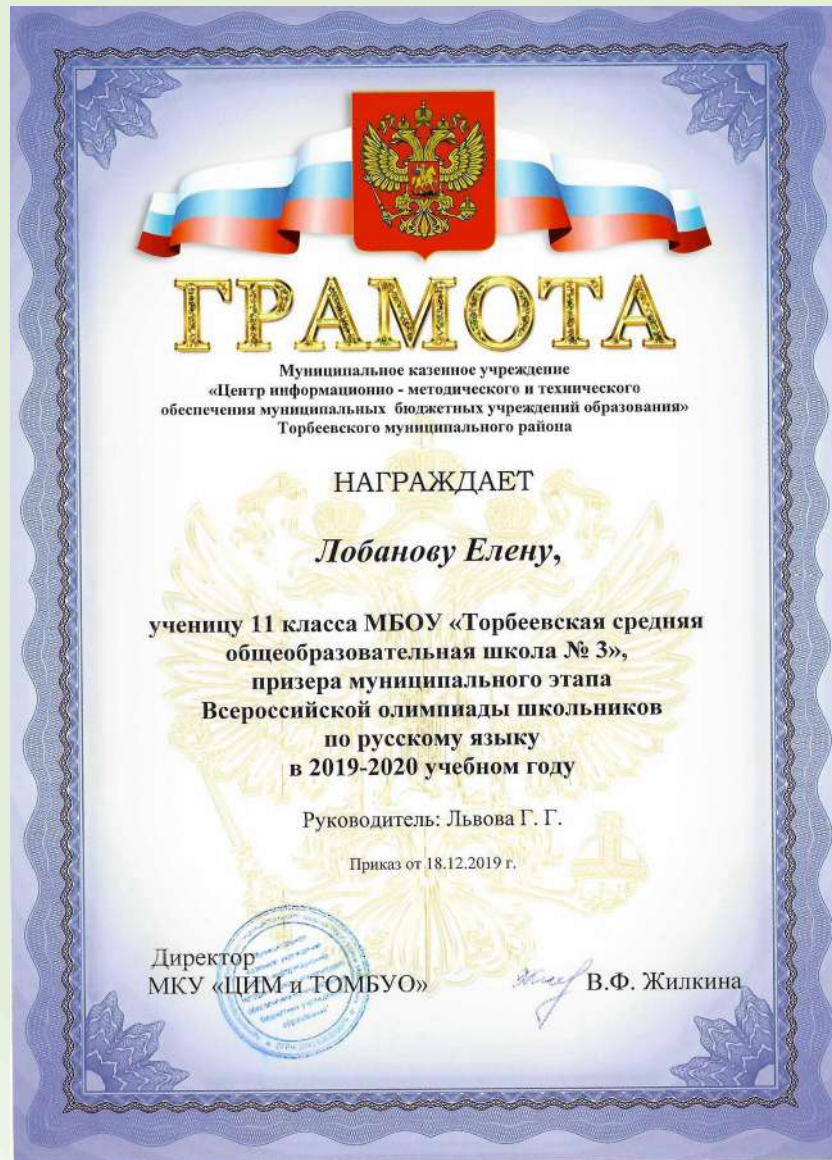 ГРАМОТА
Муниципальное казенное учреждение
«Центр информационно - методического и технического
обеспечения муниципальных бюджетных учреждений образования»
Торбеевского муниципального района
НАГРАЖДАЕТ
Лобанову Елену,
ученицу 11 класса МБОУ «Торбеевская средняя
общеобразовательная школа № 3»,
призера муниципального этапа
Всероссийской олимпиады школьников
по русскому языку
в 2019-2020 учебном году
Руководитель: Львова Г. Г.
Приказ от 18.12.2019 г.
Директор
МКУ «ЦИМ и ТОМБУО» В.Ф. Жилкина